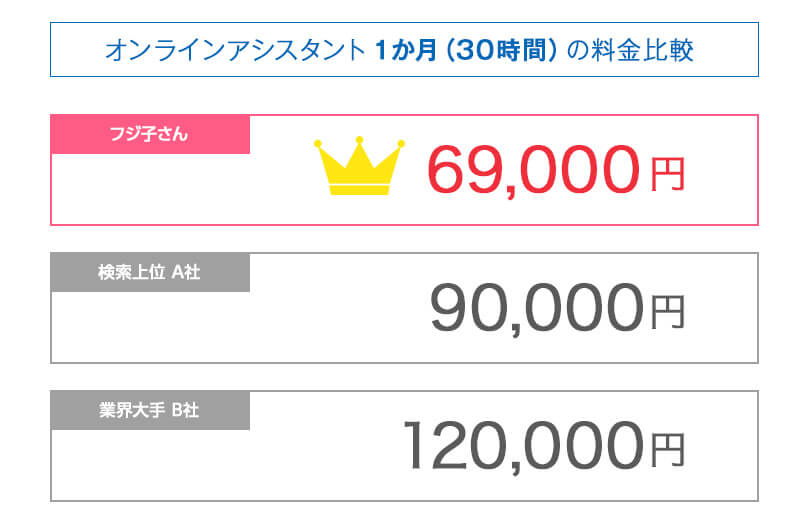 オンラインアシスタント 1か月（30時間）の料金比較
フジ子さん
69,000円
検索上位 A社
90,000円
業界大手 B社
120,000円